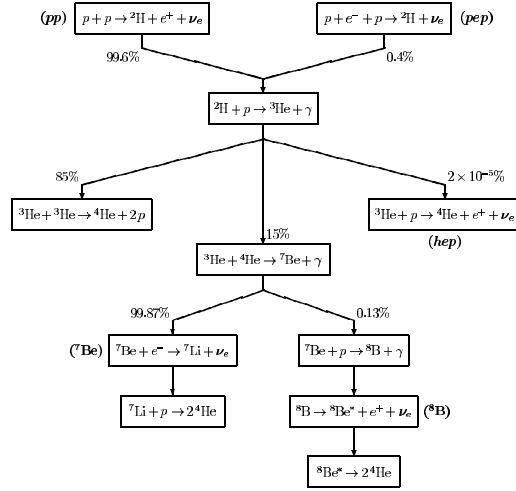 (pp) p + p → ²H + e⁺ + νₑ
p + e⁻ + p → ²H + νₑ (pep)
99.6%
0.4%
²H + p → ³He + γ
85%
2 × 10⁻⁵%
³He + ³He → ⁴He + 2p
³He + p → ⁴He + e⁺ + νₑ
15%
(hep)
³He + ⁴He → ⁷Be + γ
99.87%
0.13%
(⁷Be) ⁷Be + e⁻ → ⁷Li + νₑ
⁷Be + p → ⁸B + γ
⁷Li + p → 2 ⁴He
⁸B → ⁸Be* + e⁺ + νₑ (⁸B)
⁸Be* → 2 ⁴He